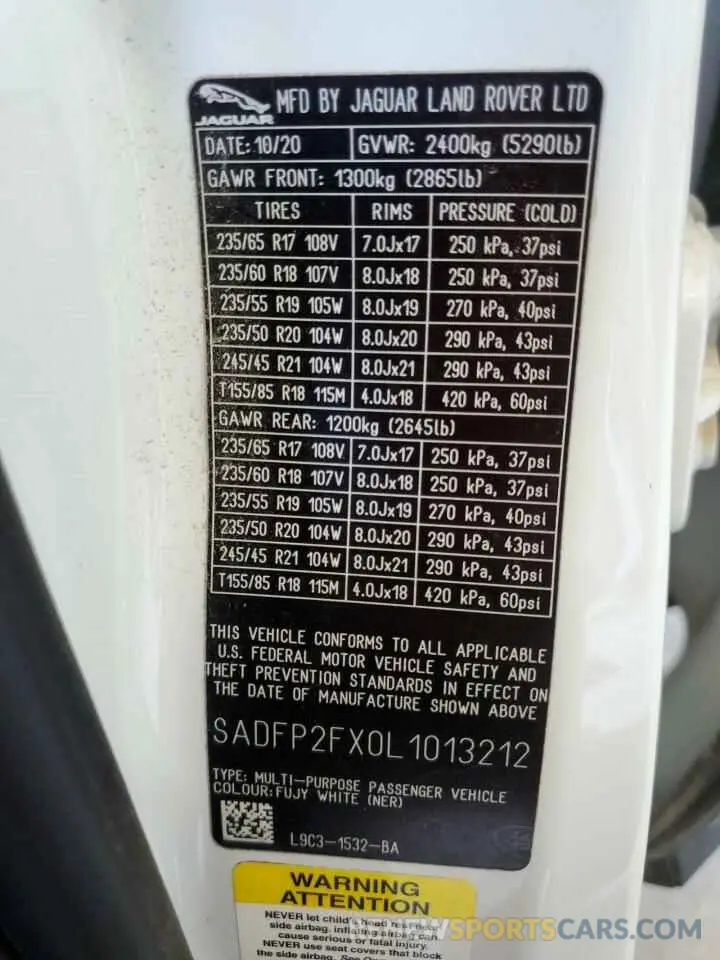 JAGUAR MFD BY JAGUAR LAND ROVER LTD
DATE: 10/20 GVWR: 2400kg (5290lb)
GAWR FRONT: 1300kg (2865lb)
TIRES RIMS PRESSURE (COLD)
235/65 R17 108V 7.0Jx17 250 kPa, 37psi
235/60 R18 107V 8.0Jx18 250 kPa, 37psi
235/55 R19 105W 8.0Jx19 270 kPa, 40psi
235/50 R20 104W 8.0Jx20 290 kPa, 43psi
245/45 R21 104W 8.0Jx21 290 kPa, 43psi
T155/85 R18 115M 4.0Jx18 420 kPa, 60psi
GAWR REAR: 1200kg (2645lb)
235/65 R17 108V 7.0Jx17 250 kPa, 37psi
235/60 R18 107V 8.0Jx18 250 kPa, 37psi
235/55 R19 105W 8.0Jx19 270 kPa, 40psi
235/50 R20 104W 8.0Jx20 290 kPa, 43psi
245/45 R21 104W 8.0Jx21 290 kPa, 43psi
T155/85 R18 115M 4.0Jx18 420 kPa, 60psi
THIS VEHICLE CONFORMS TO ALL APPLICABLE
U.S. FEDERAL MOTOR VEHICLE SAFETY AND
THEFT PREVENTION STANDARDS IN EFFECT ON
THE DATE OF MANUFACTURE SHOWN ABOVE
SADFP2FX0L1013212
TYPE: MULTI-PURPOSE PASSENGER VEHICLE
COLOUR:FUJY WHITE (NER)
L9C3-1532-BA
WARNING
ATTENTION
NEVER let child's head rest near
side airbag. inflating airbag can
cause serious or fatal injury.
NEVER use seat covers that block
the side airbag. See
VIEWSPORTSCARS.COM